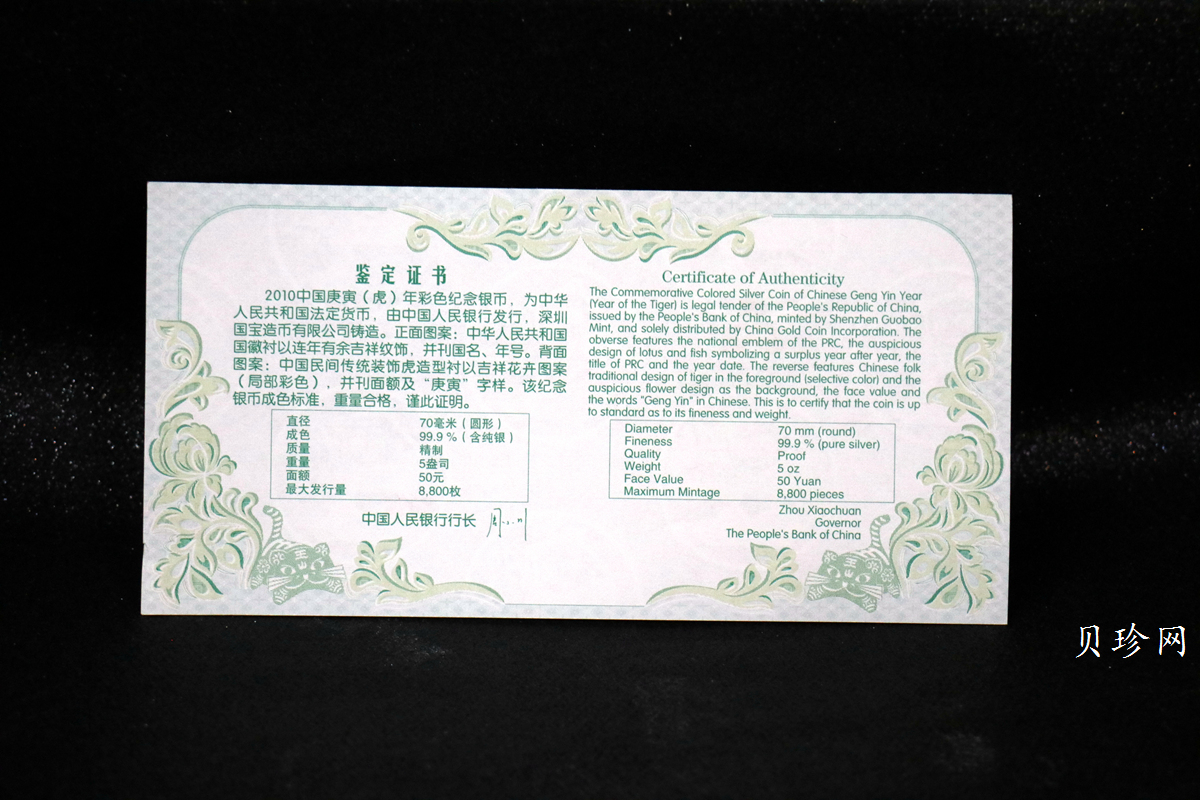 鉴定证书
2010中国庚寅（虎）年彩色纪念银币，为中华
人民共和国法定货币，由中国人民银行发行，深圳
国宝造币有限公司铸造。正面图案：中华人民共和国
国徽衬以连年有余吉祥纹饰，并刊国名、年号。背面
图案：中国民间传统装饰虎造型衬以吉祥花卉图案
（局部彩色），并刊面额及“庚寅”字样。该纪念
银币成色标准，重量合格，谨此证明。
直径 70毫米（圆形）
成色 99.9 %（含纯银）
质量 精制
重量 5盎司
面额 50元
最大发行量 8,800枚
中国人民银行行长 周小川
Certificate of Authenticity
The Commemorative Colored Silver Coin of Chinese Geng Yin Year
(Year of the Tiger) is legal tender of the People's Republic of China,
issued by the People's Bank of China, minted by Shenzhen Guobao
Mint, and solely distributed by China Gold Coin Incorporation. The
obverse features the national emblem of the PRC, the auspicious
design of lotus and fish symbolizing a surplus year after year, the
title of PRC and the year date. The reverse features Chinese folk
traditional design of tiger in the foreground (selective color) and the
auspicious flower design as the background, the face value and
the words "Geng Yin" in Chinese. This is to certify that the coin is up
to standard as to its fineness and weight.
Diameter 70 mm (round)
Fineness 99.9 % (pure silver)
Quality Proof
Weight 5 oz
Face Value 50 Yuan
Maximum Mintage 8,800 pieces
Zhou Xiaochuan
Governor
The People's Bank of China
王
王
贝珍网